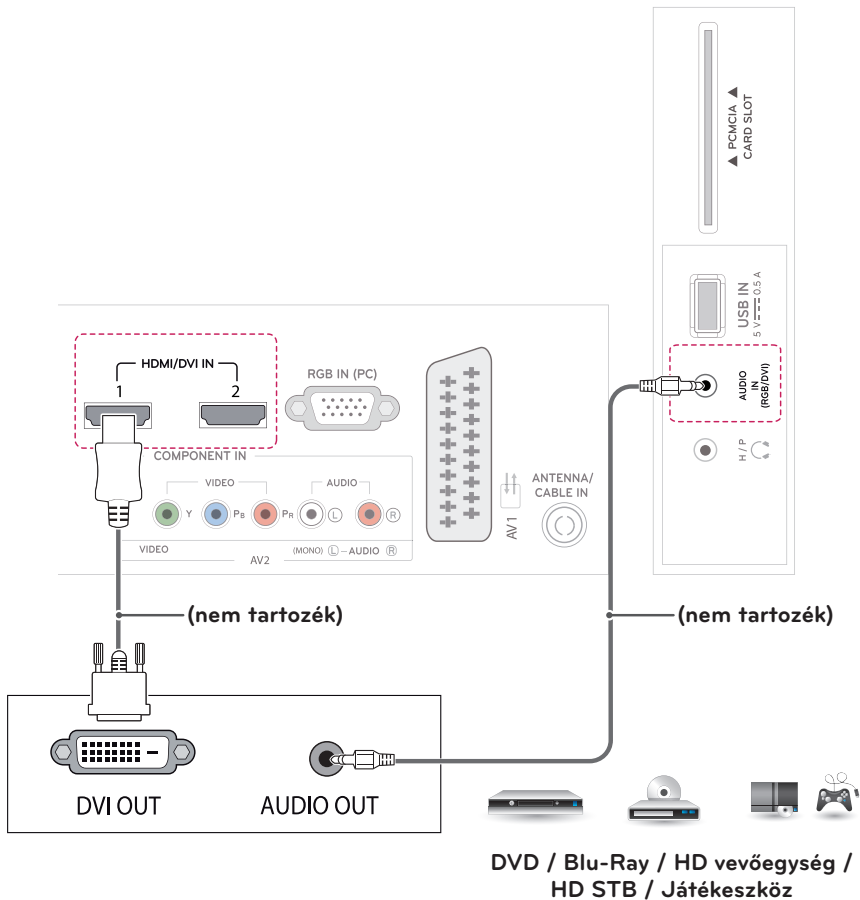 ◀ PCMCIA ▶
CARD SLOT
USB IN
5 V 0.5 A
AUDIO
IN
(RGB/DVI)
H / P
HDMI/DVI IN
1
2
RGB IN (PC)
COMPONENT IN
VIDEO
AUDIO
Y
PB
PR
L
R
VIDEO
AV2
(MONO) L – AUDIO R
AV1
ANTENNA/
CABLE IN
(nem tartozék)
(nem tartozék)
DVI OUT
AUDIO OUT
DVD / Blu-Ray / HD vevőegység /
HD STB / Játékeszköz